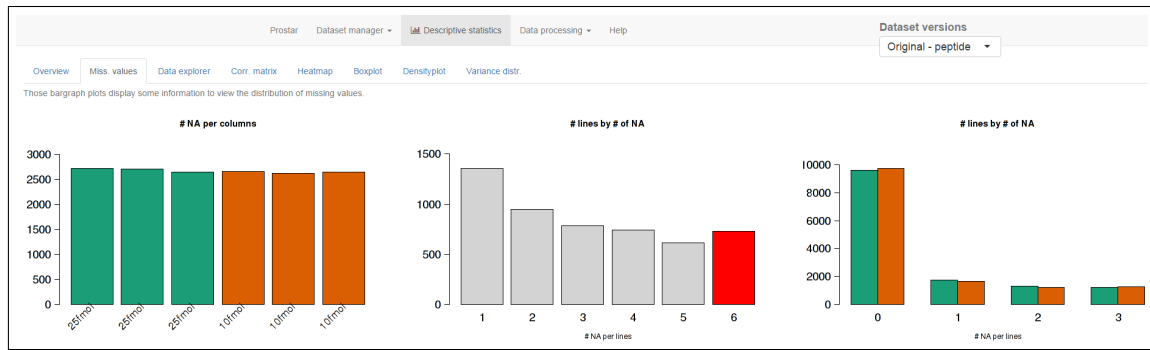 Prostar Dataset manager Descriptive statistics Data processing Help
Dataset versions
Original - peptide
Overview Miss. values Data explorer Corr. matrix Heatmap Boxplot Densityplot Variance distr.
Those bargraph plots display some information to view the distribution of missing values.
# NA per columns
3000
2500
2000
1500
1000
500
0
25fmol 25fmol 25fmol 10fmol 10fmol 10fmol
# lines by # of NA
1500
1000
500
0
1 2 3 4 5 6
# NA per lines
# lines by # of NA
10000
8000
6000
4000
2000
0
0 1 2 3
# NA per lines